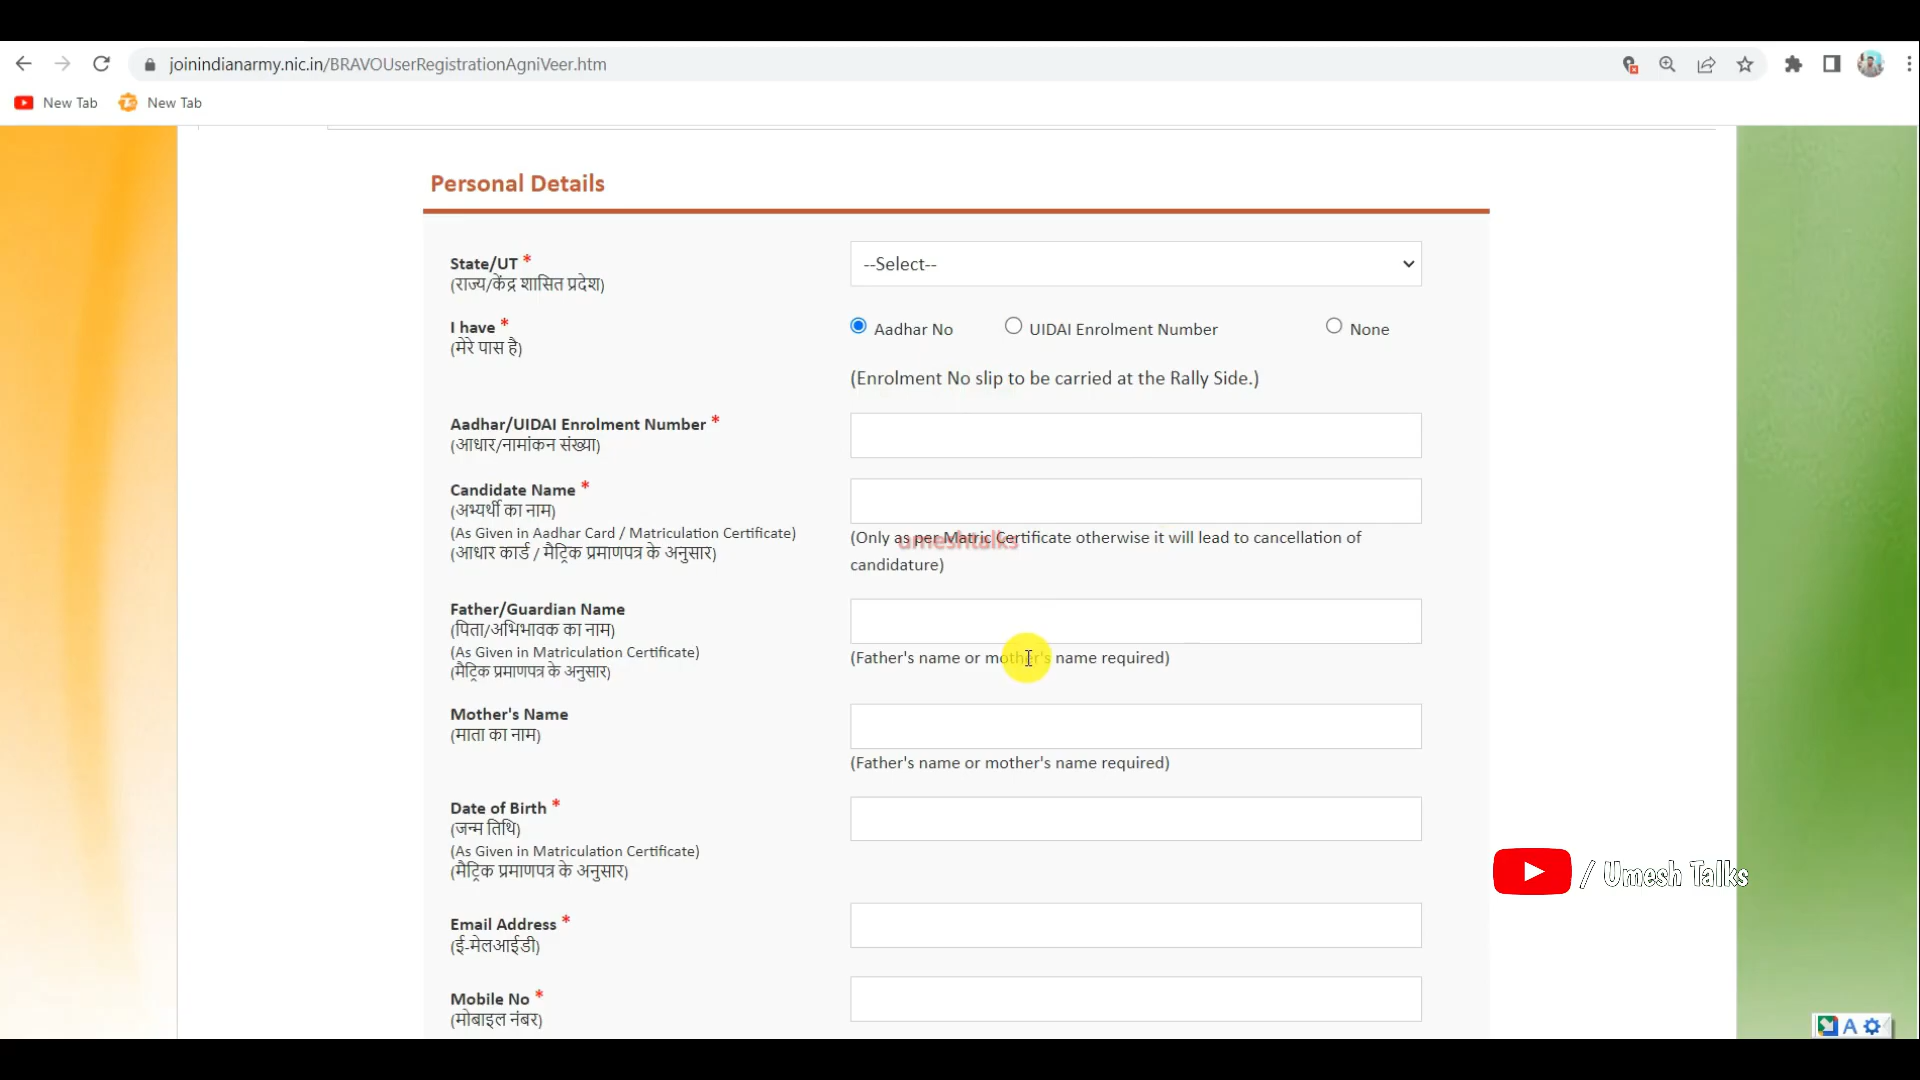 joinindianarmy.nic.in/BRAVOUserRegistrationAgniVeer.htm
New Tab
New Tab
Personal Details
State/UT *
(राज्य/केंद्र शासित प्रदेश)
--Select--
I have *
(मेरे पास है)
Aadhar No
UIDAI Enrolment Number
None
(Enrolment No slip to be carried at the Rally Side.)
Aadhar/UIDAI Enrolment Number *
(आधार/नामांकन संख्या)
Candidate Name *
(अभ्यर्थी का नाम)
(As Given in Aadhar Card / Matriculation Certificate)
(आधार कार्ड / मैट्रिक प्रमाणपत्र के अनुसार)
(Only as per Matric Certificate otherwise it will lead to cancellation of
candidature)
umeshtalks
Father/Guardian Name
(पिता/अभिभावक का नाम)
(As Given in Matriculation Certificate)
(मैट्रिक प्रमाणपत्र के अनुसार)
(Father's name or mother's name required)
Mother's Name
(माता का नाम)
(Father's name or mother's name required)
Date of Birth *
(जन्म तिथि)
(As Given in Matriculation Certificate)
(मैट्रिक प्रमाणपत्र के अनुसार)
/ Umesh Talks
Email Address *
(ई-मेलआईडी)
Mobile No *
(मोबाइल नंबर)
A